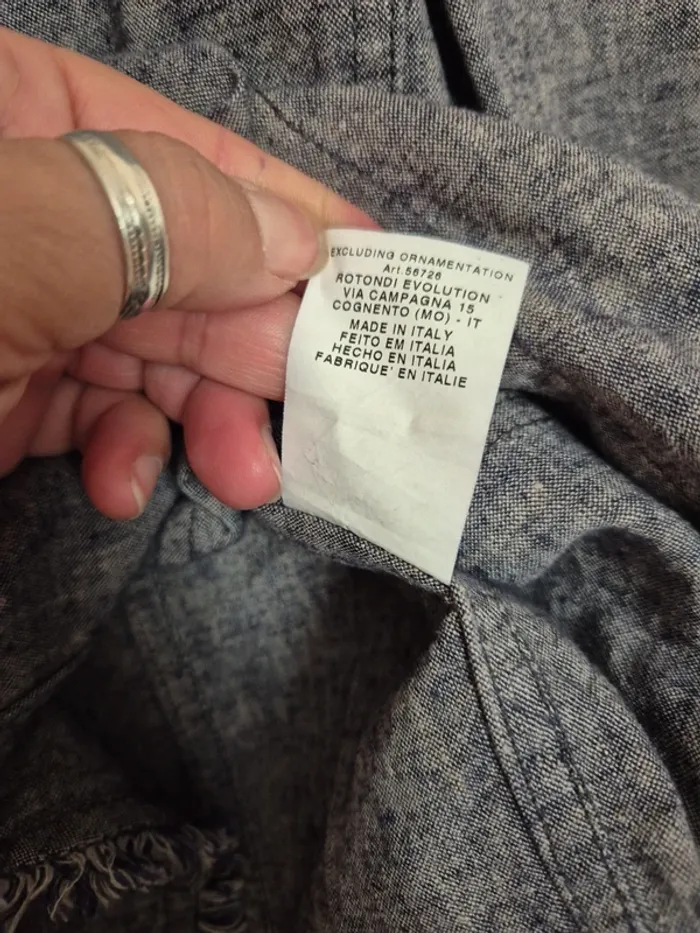 EXCLUDING ORNAMENTATION
Art.56726
ROTONDI EVOLUTION
VIA CAMPAGNA 15
COGNENTO (MO) - IT
MADE IN ITALY
FEITO EM ITALIA
HECHO EN ITALIA
FABRIQUE' EN ITALIE